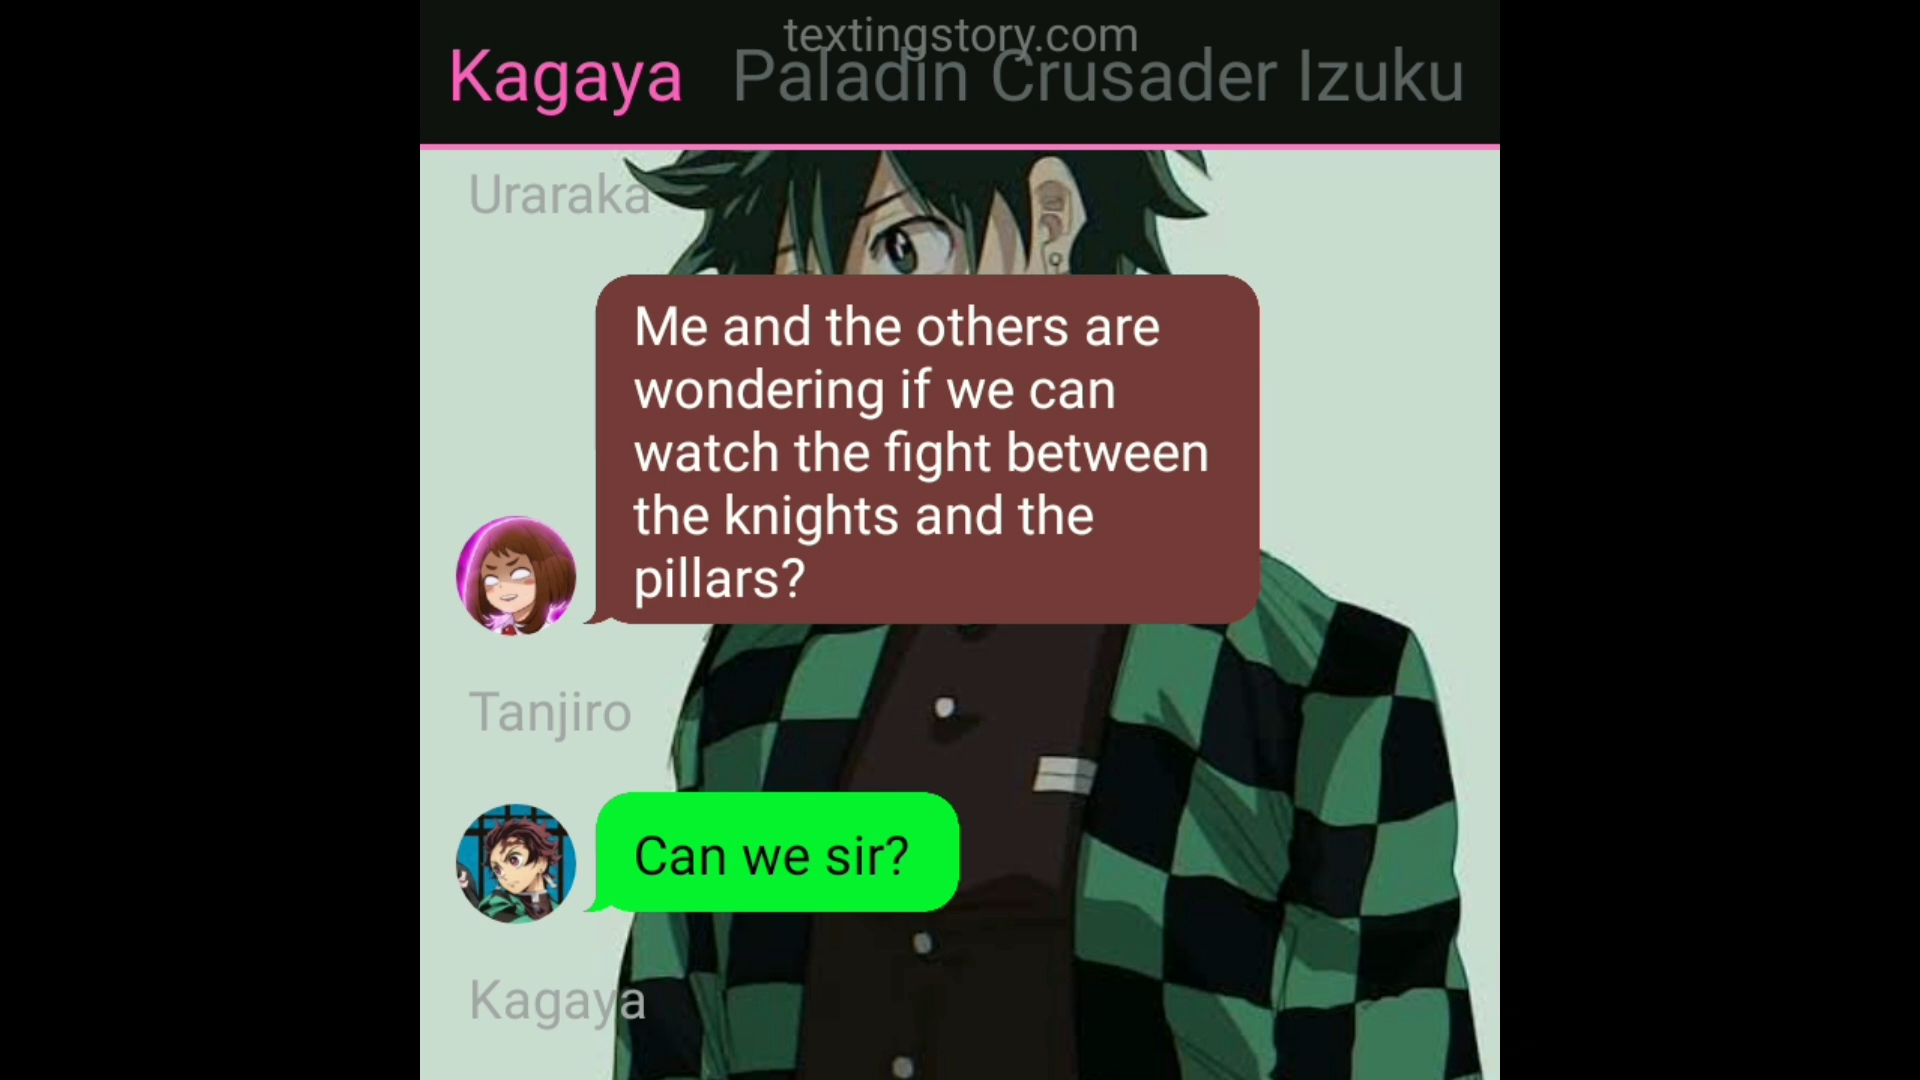 textingstory.com
Kagaya Paladin Crusader Izuku
Uraraka
Me and the others are
wondering if we can
watch the fight between
the knights and the
pillars?
Tanjiro
Can we sir?
Kagaya